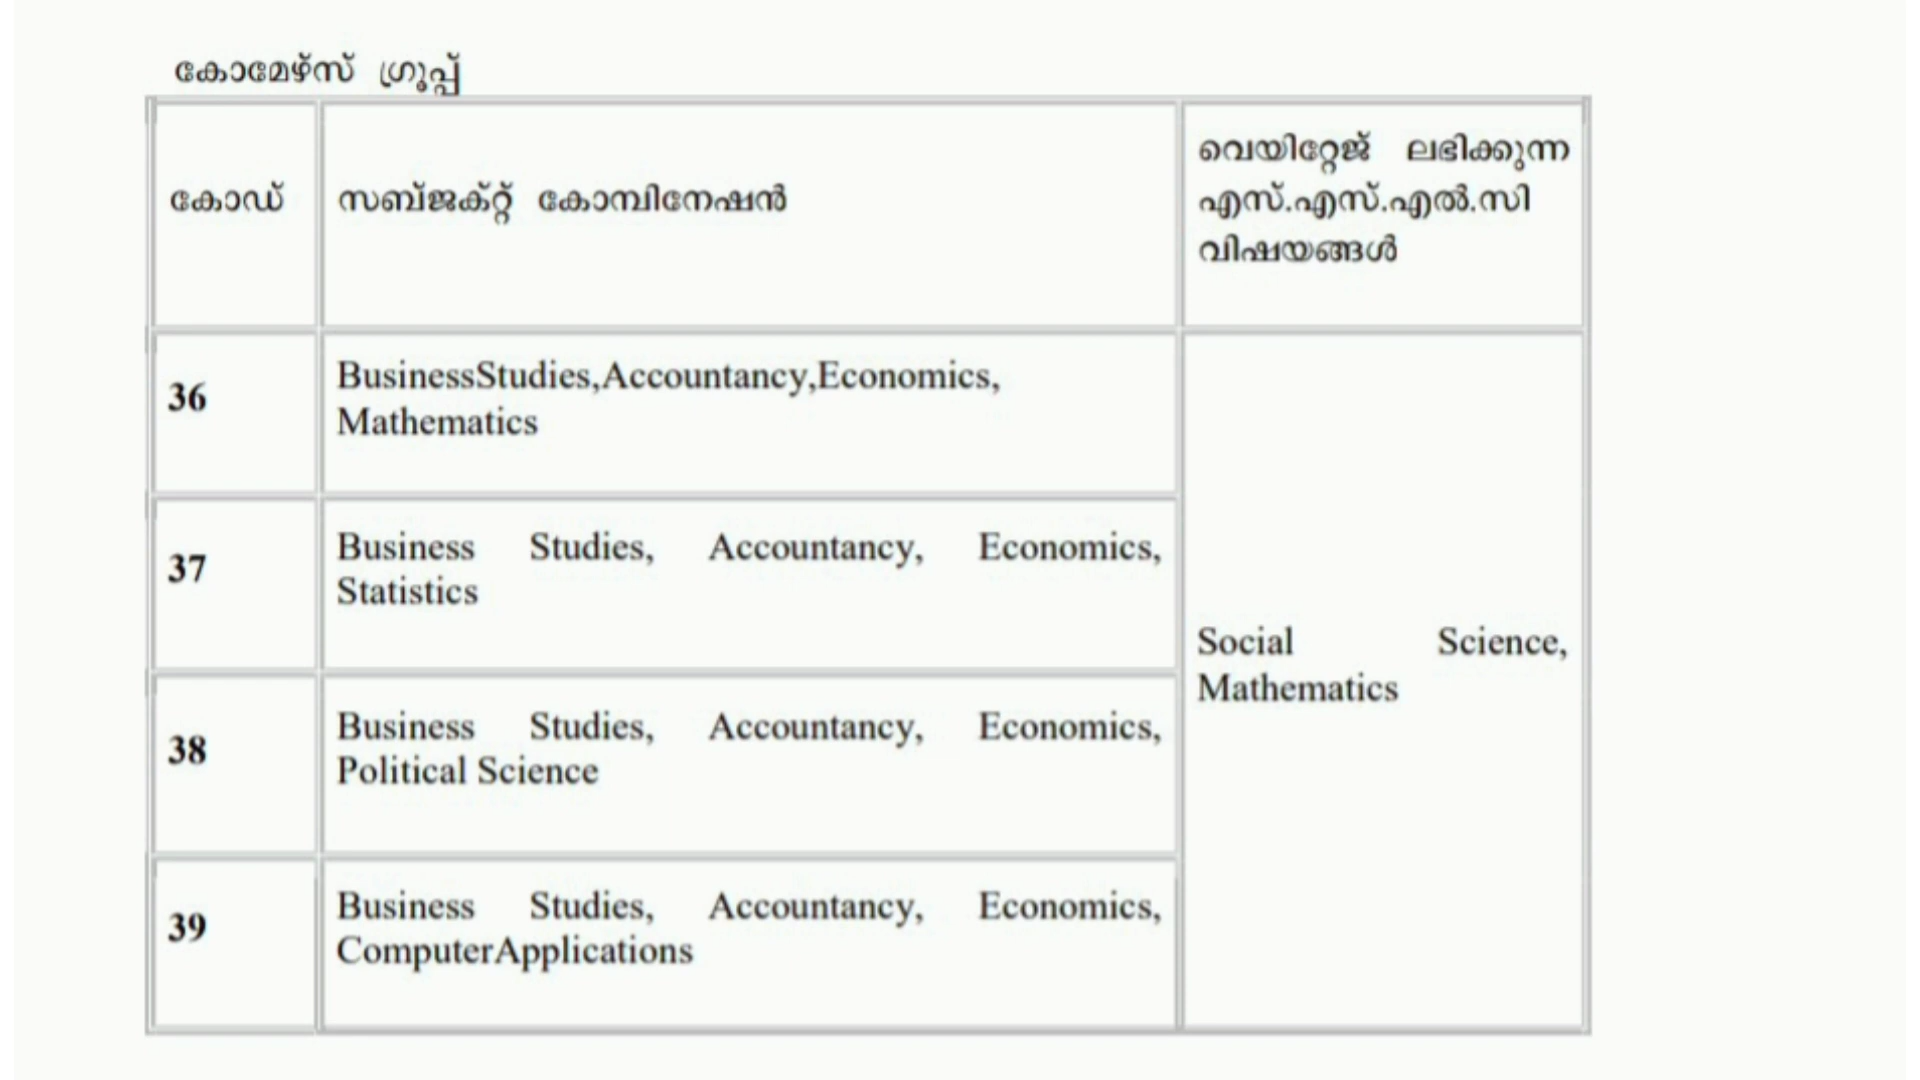 കോമേഴ്സ് ഗ്രൂപ്പ്
കോഡ്
സബ്ജക്റ്റ് കോമ്പിനേഷൻ
വെയിറ്റേജ് ലഭിക്കുന്ന
എസ്.എസ്.എൽ.സി
വിഷയങ്ങൾ
36
BusinessStudies,Accountancy,Economics,
Mathematics
37
Business Studies, Accountancy, Economics,
Statistics
38
Business Studies, Accountancy, Economics,
Political Science
39
Business Studies, Accountancy, Economics,
ComputerApplications
Social Science,
Mathematics